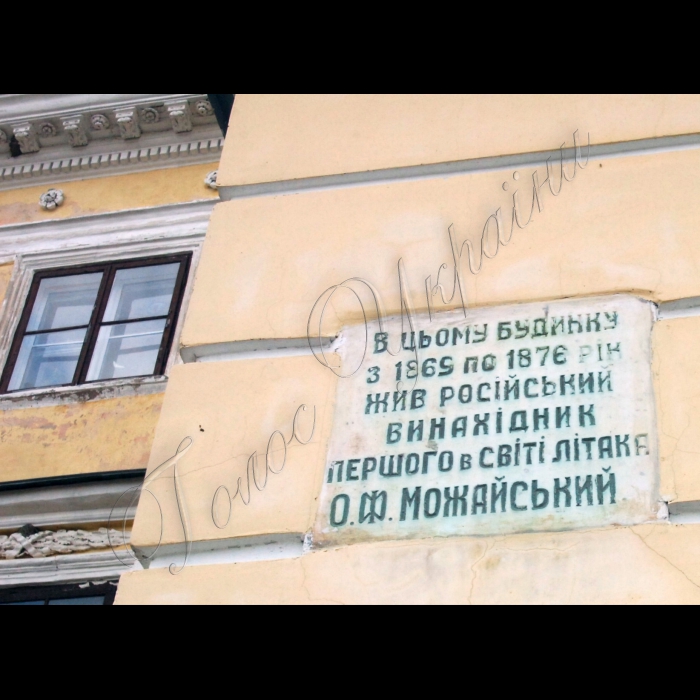 В ЦЬОМУ БУДИНКУ
З 1869 ПО 1876 РІК
ЖИВ РОСІЙСЬКИЙ
ВИНАХІДНИК
ПЕРШОГО В СВІТІ ЛІТАКА
О.Ф. МОЖАЙСЬКИЙ
Голос України